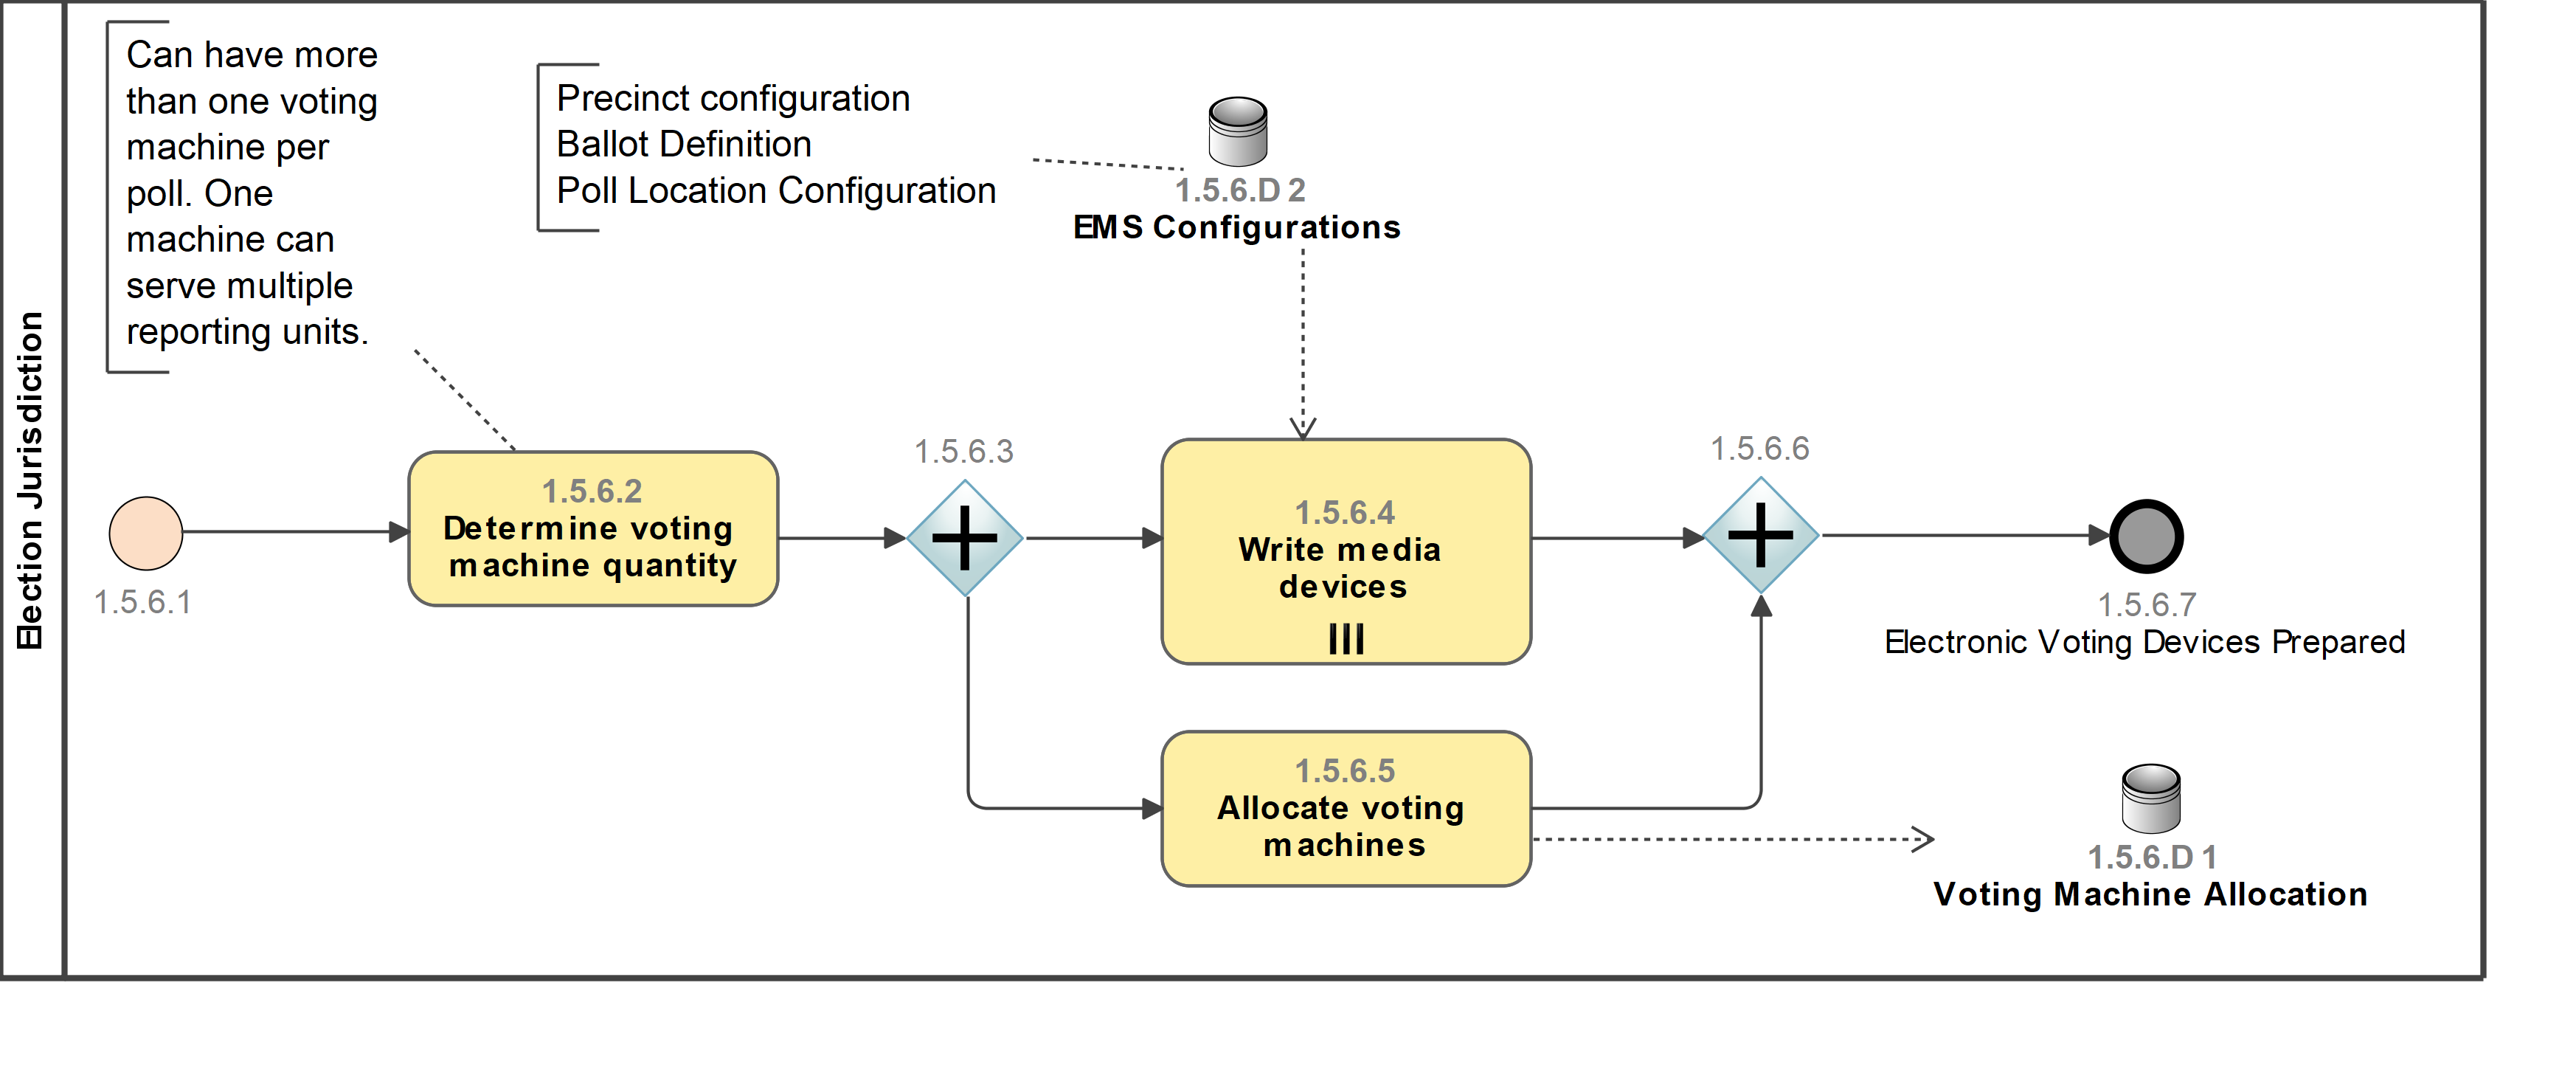 Can have more
than one voting
machine per
poll. One
machine can
serve multiple
reporting units.
Precinct configuration
Ballot Definition
Poll Location Configuration
1.5.6.D 2
EMS Configurations
Election Jurisdiction
1.5.6.1
1.5.6.2
Determine voting
machine quantity
1.5.6.3
1.5.6.4
Write media
devices
1.5.6.6
1.5.6.7
Electronic Voting Devices Prepared
1.5.6.5
Allocate voting
machines
1.5.6.D 1
Voting Machine Allocation